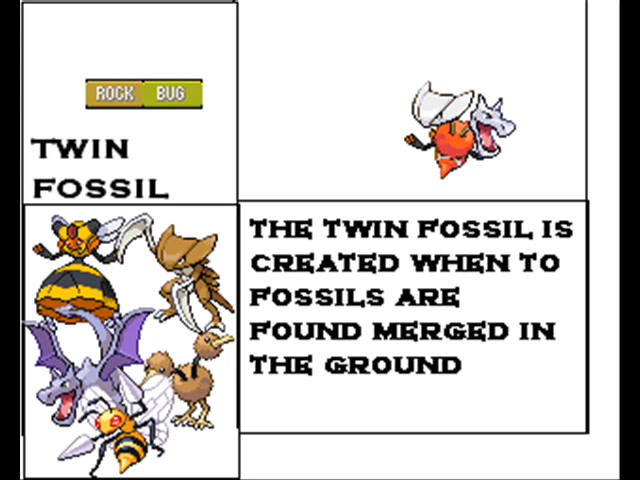 ROCK BUG
TWIN
FOSSIL
THE TWIN FOSSIL IS
CREATED WHEN TO
FOSSILS ARE
FOUND MERGED IN
THE GROUND